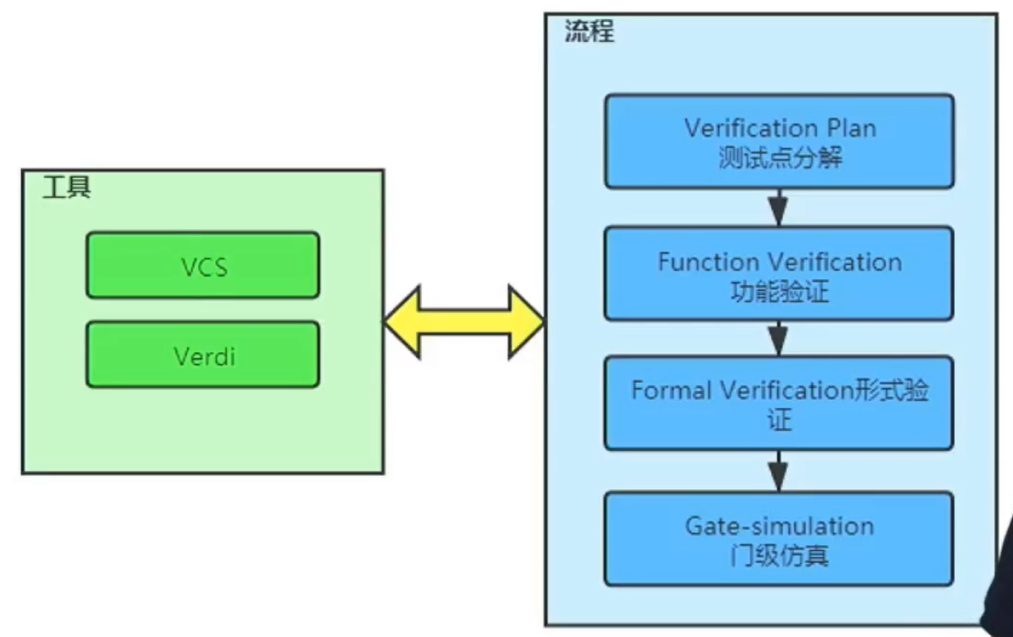 工具
VCS
Verdi
流程
Verification Plan
测试点分解
Function Verification
功能验证
Formal Verification形式验
证
Gate-simulation
门级仿真